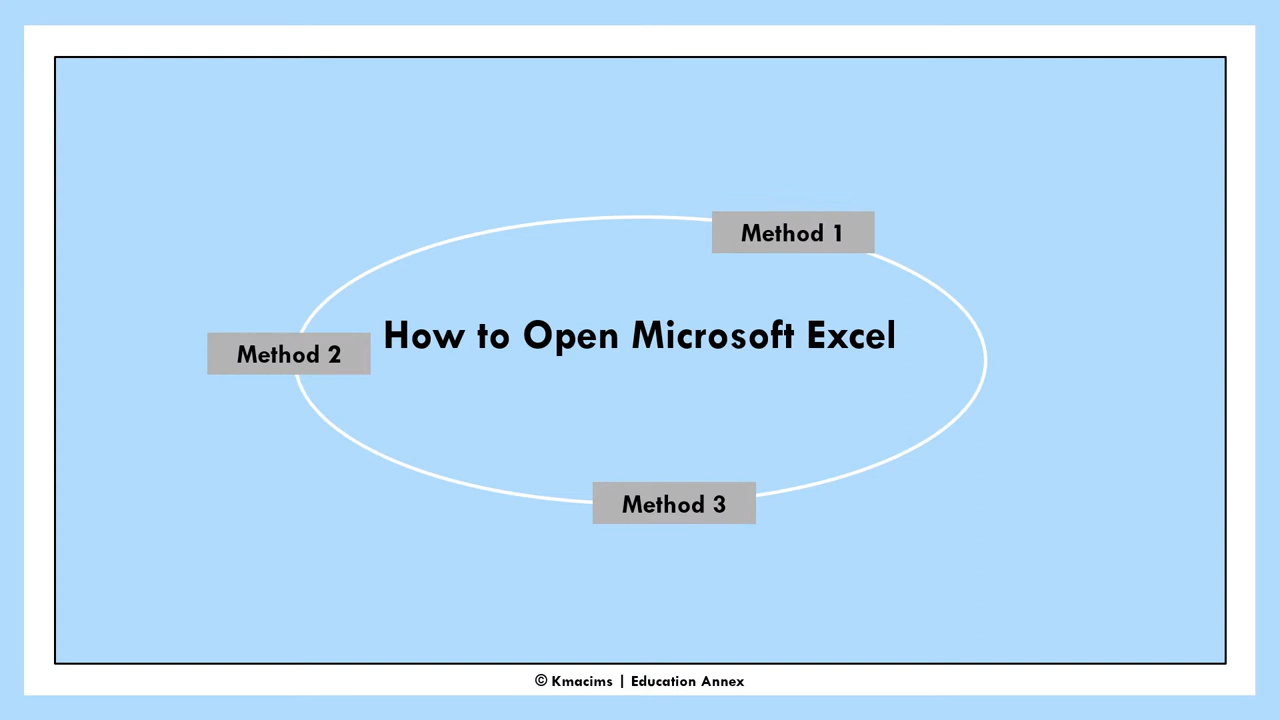 Method 1
How to Open Microsoft Excel
Method 2
Method 3
© Kmacims | Education Annex